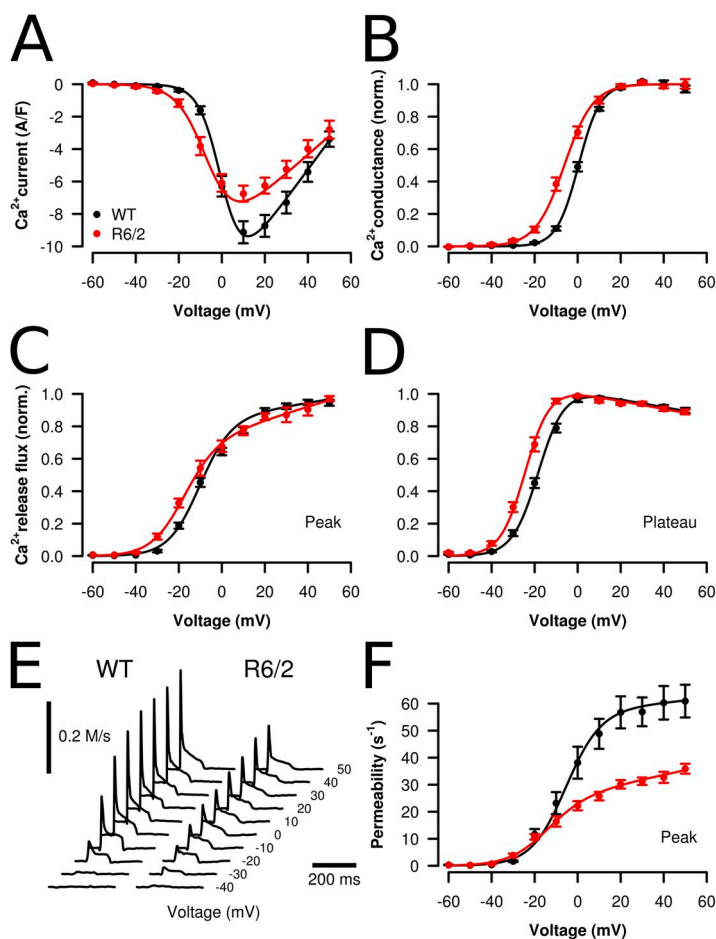 A
B
0
-2
-4
-6
-8
-10
Ca²⁺current (A/F)
WT
R6/2
-60 -40 -20 0 20 40 60
Voltage (mV)
1.0
0.8
0.6
0.4
0.2
0.0
Ca²⁺conductance (norm.)
-60 -40 -20 0 20 40 60
Voltage (mV)
C
D
1.0
0.8
0.6
0.4
0.2
0.0
Ca²⁺release flux (norm.)
Peak
-60 -40 -20 0 20 40 60
Voltage (mV)
1.0
0.8
0.6
0.4
0.2
0.0
Plateau
-60 -40 -20 0 20 40 60
Voltage (mV)
E
F
WT
R6/2
0.2 M/s
50
40
30
20
10
0
-10
-20
-30
-40
200 ms
Voltage (mV)
60
50
40
30
20
10
0
Permeability (s⁻¹)
Peak
-60 -40 -20 0 20 40 60
Voltage (mV)